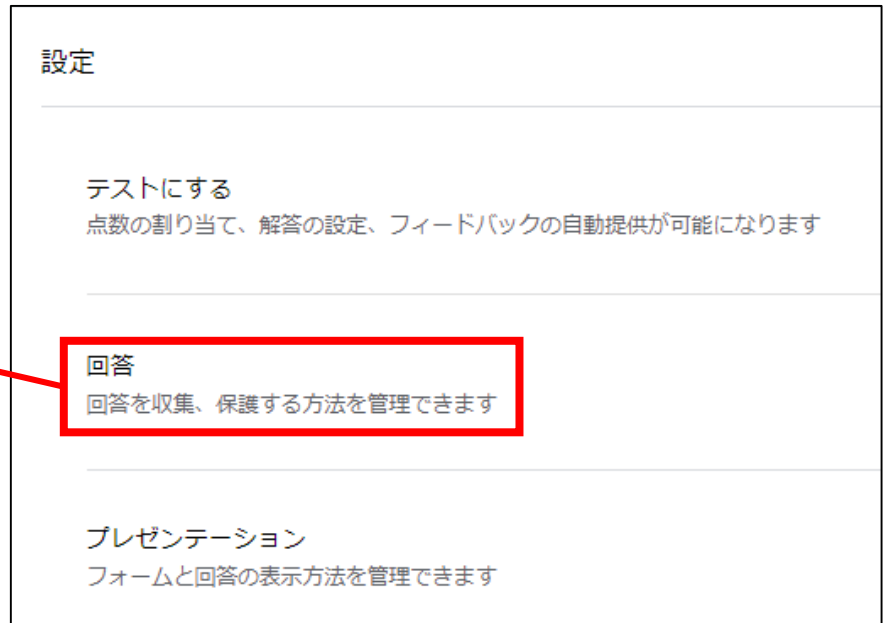 設定
テストにする
点数の割り当て、解答の設定、フィードバックの自動提供が可能になります
回答
回答を収集、保護する方法を管理できます
プレゼンテーション
フォームと回答の表示方法を管理できます